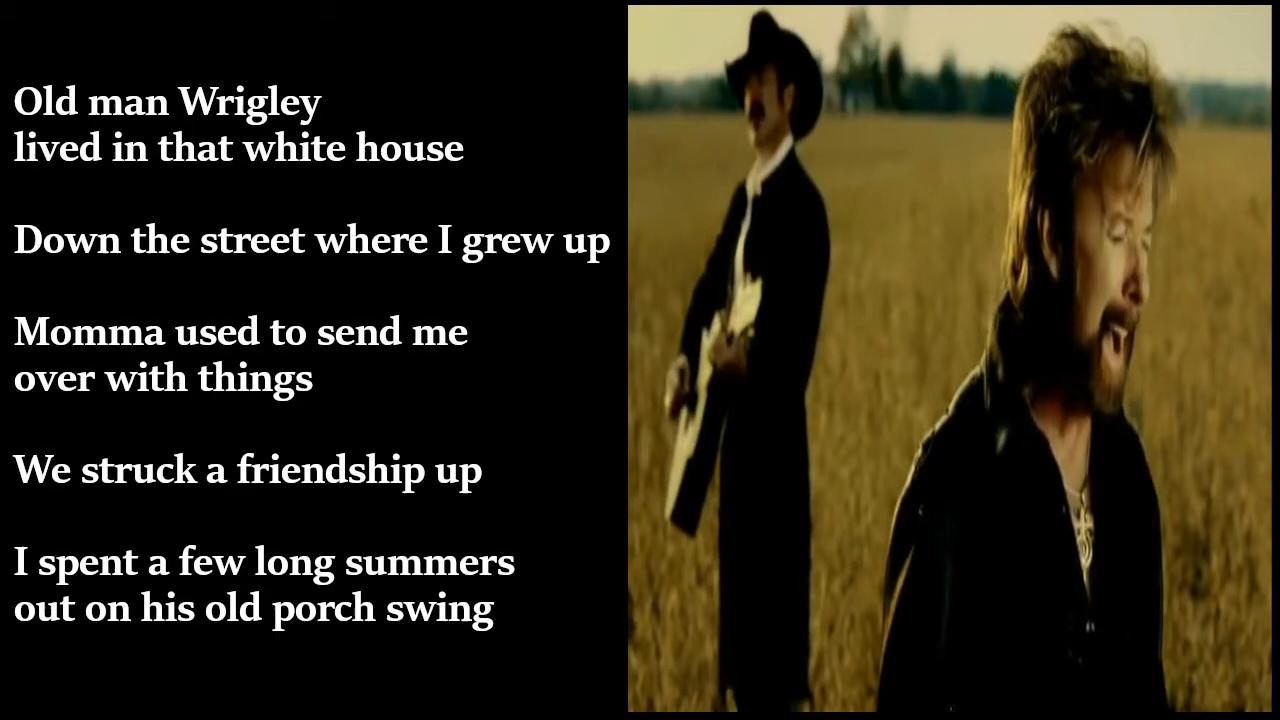 Old man Wrigley
lived in that white house
Down the street where I grew up
Momma used to send me
over with things
We struck a friendship up
I spent a few long summers
out on his old porch swing